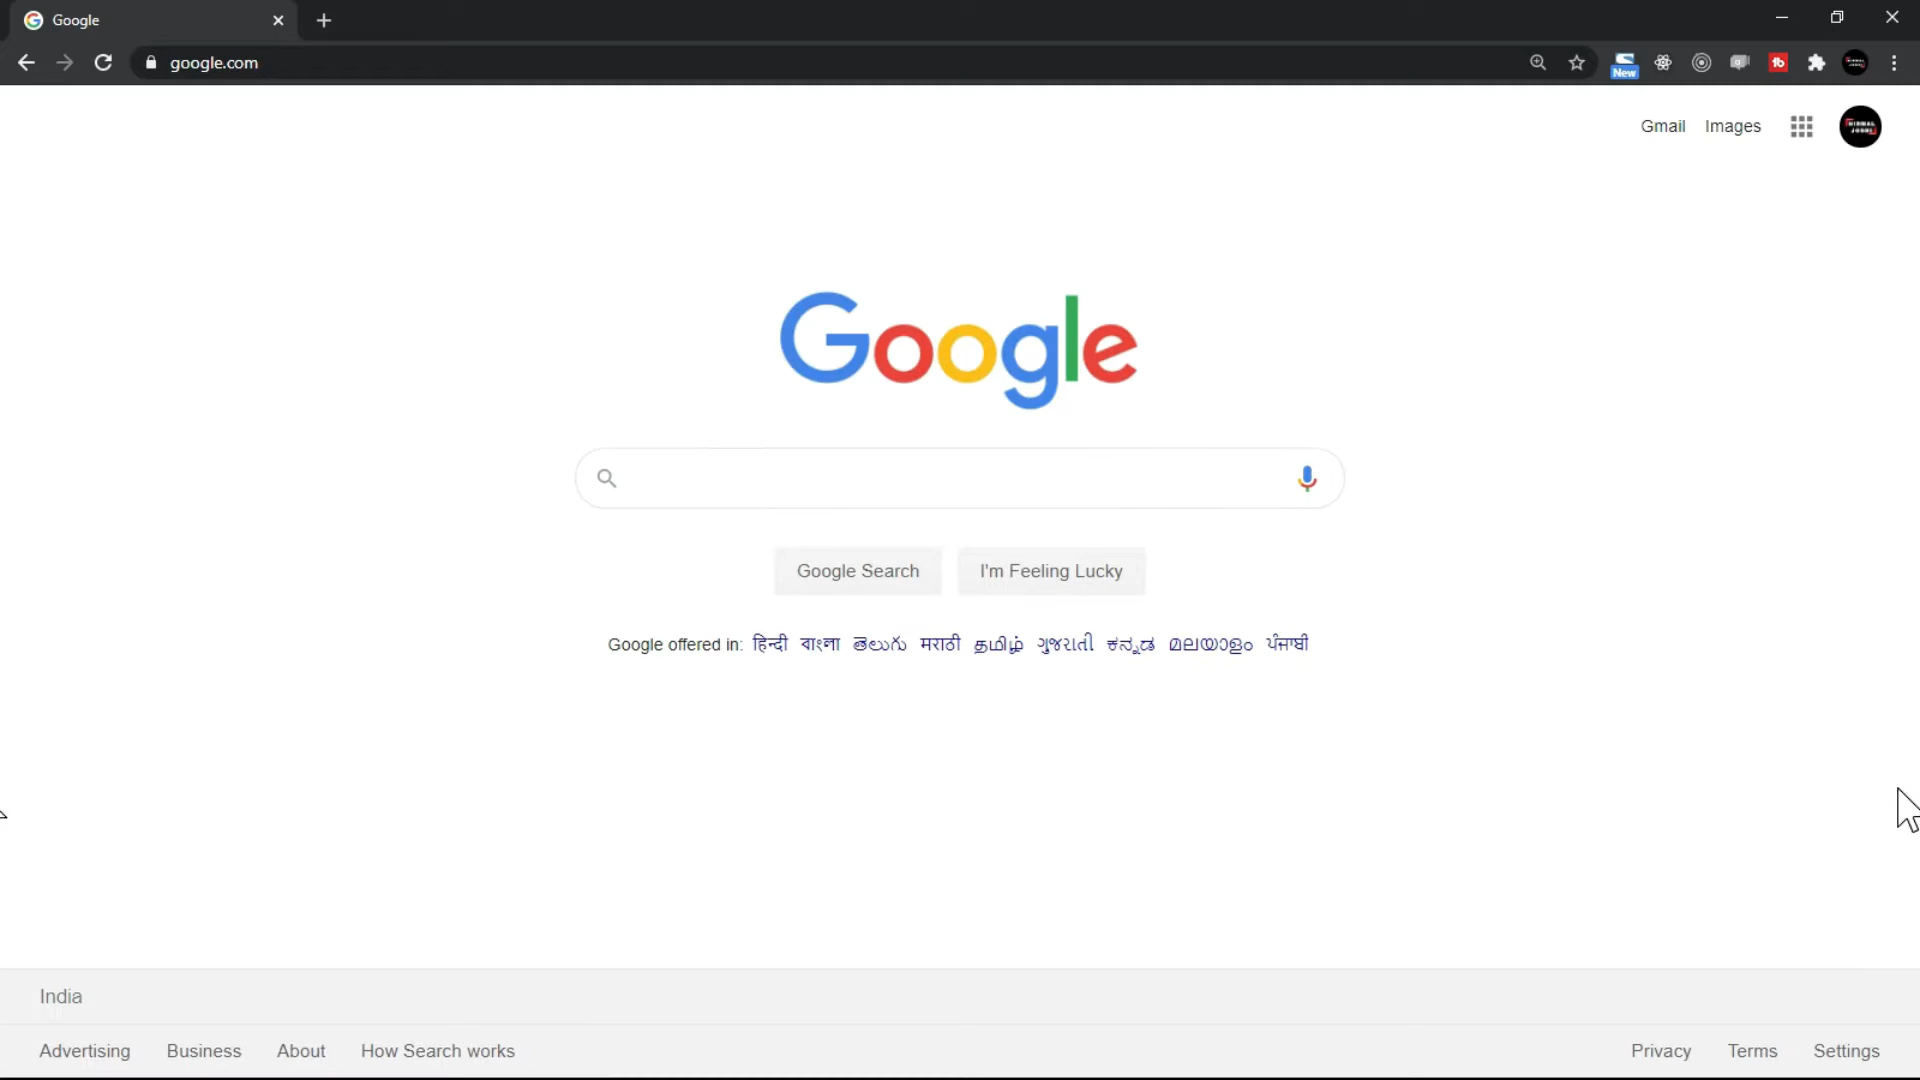 Google
google.com
New
Gmail Images
Google
Google Search I'm Feeling Lucky
Google offered in: हिन्दी বাংলা తెలుగు मराठी தமிழ் ગુજરાતી ಕನ್ನಡ മലയാളം ਪੰਜਾਬੀ
India
Advertising Business About How Search works Privacy Terms Settings